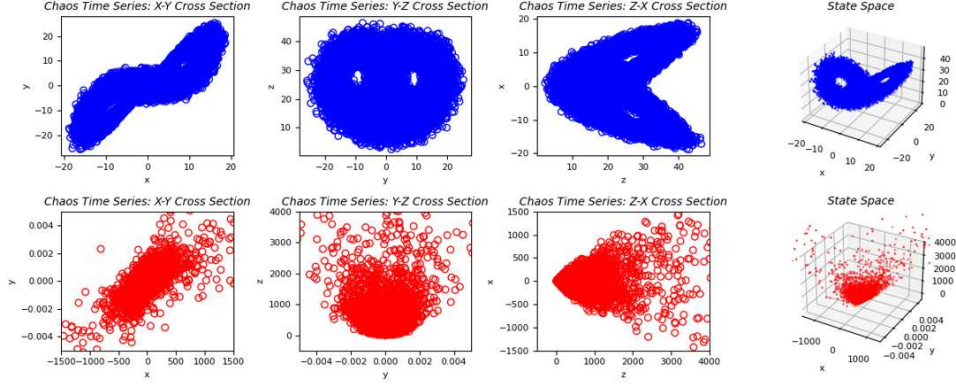 Chaos Time Series: X-Y Cross Section
Chaos Time Series: Y-Z Cross Section
Chaos Time Series: Z-X Cross Section
State Space
20
10
0
-10
-20
y
-20 -10 0 10 20
x
40
30
20
10
z
-20 -10 0 10 20
y
20
10
0
-10
-20
x
10 20 30 40
z
40
30
20
10
0
-20 -10 0 10 20
x
20
0
-20
y
Chaos Time Series: X-Y Cross Section
Chaos Time Series: Y-Z Cross Section
Chaos Time Series: Z-X Cross Section
State Space
0.004
0.002
0.000
-0.002
-0.004
y
-1500 -1000 -500 0 500 1000 1500
x
4000
3000
2000
1000
0
z
-0.004 -0.002 0.000 0.002 0.004
y
1500
1000
500
0
-500
-1000
-1500
x
0 1000 2000 3000 4000
z
4000
3000
2000
1000
0
-1000 0 1000
x
0.004
0.002
0.000
-0.002
-0.004
y